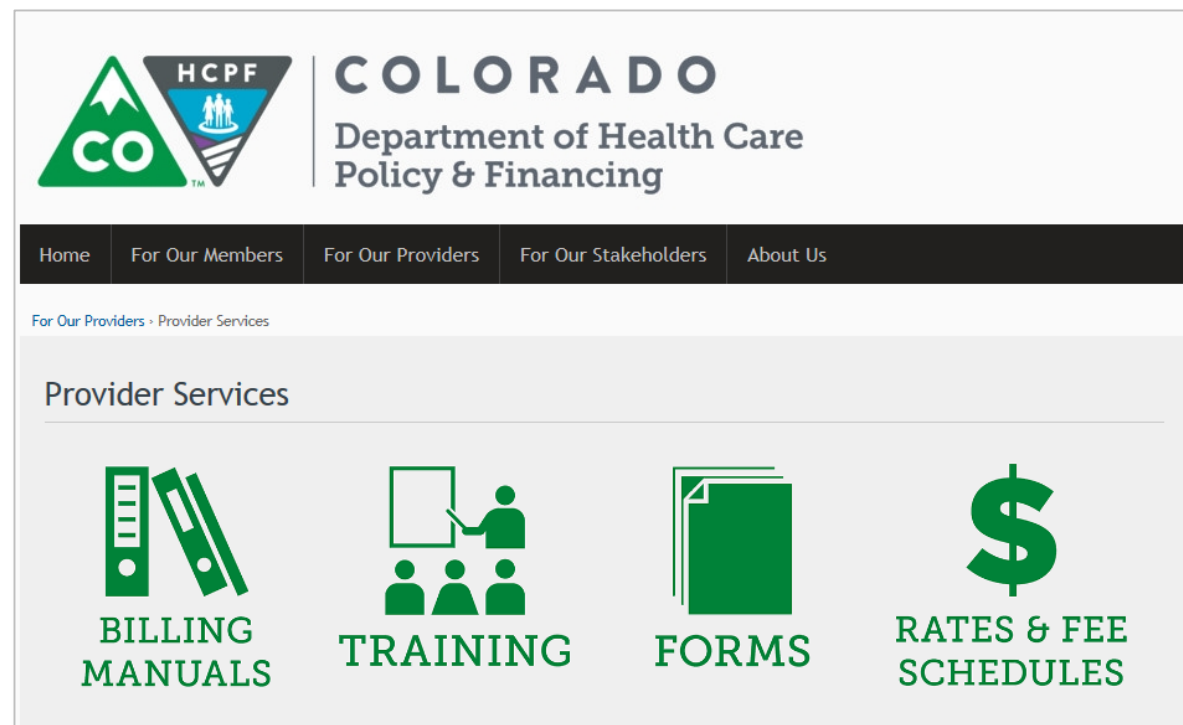 HCPF
CO
TM
COLORADO
Department of Health Care
Policy & Financing
Home For Our Members For Our Providers For Our Stakeholders About Us
For Our Providers › Provider Services
Provider Services
BILLING
MANUALS
TRAINING
FORMS
RATES & FEE
SCHEDULES